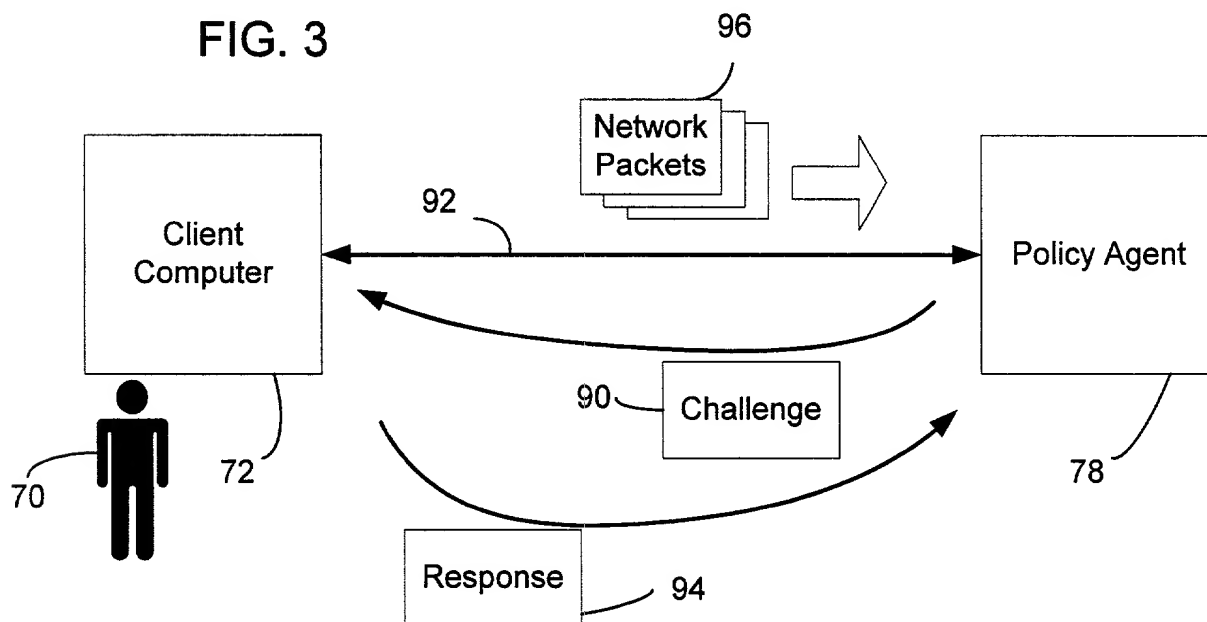 FIG. 3
96
Network
Packets
92
Client
Computer
Policy Agent
90
Challenge
70
72
78
Response
94